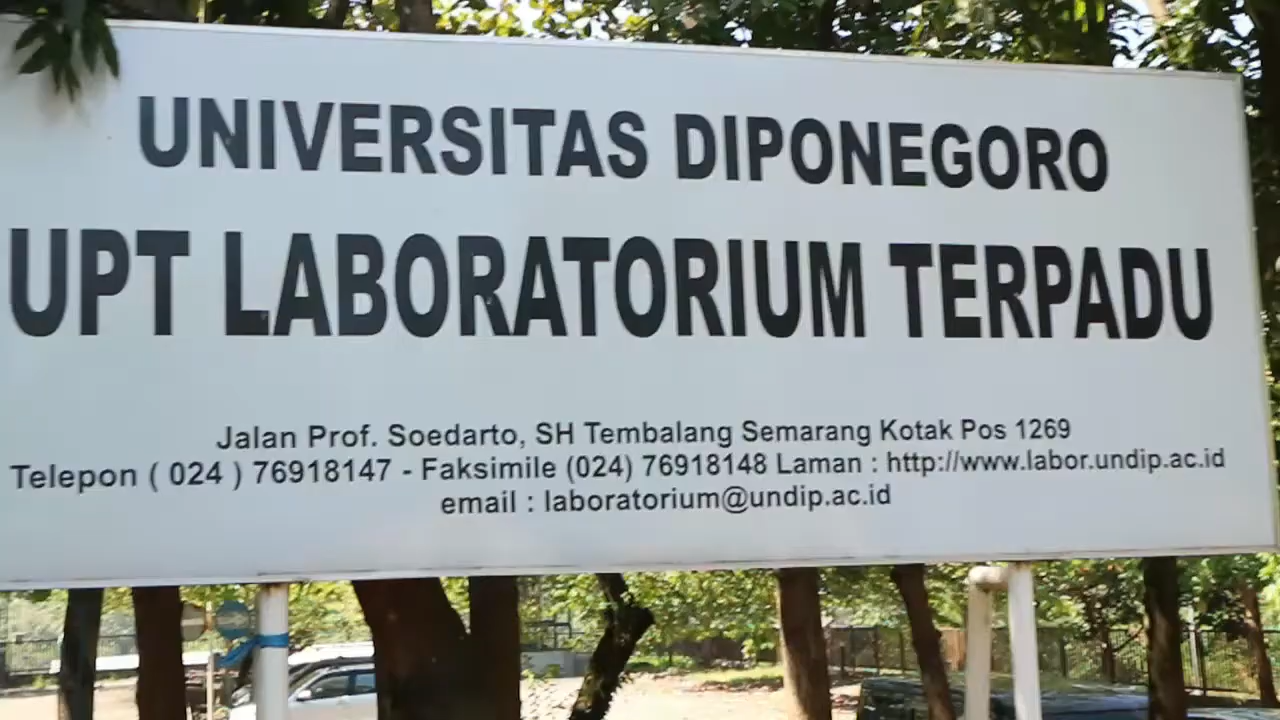 UNIVERSITAS DIPONEGORO
UPT LABORATORIUM TERPADU
Jalan Prof. Soedarto, SH Tembalang Semarang Kotak Pos 1269
Telepon ( 024 ) 76918147 - Faksimile (024) 76918148 Laman : http://www.labor.undip.ac.id
email : laboratorium@undip.ac.id